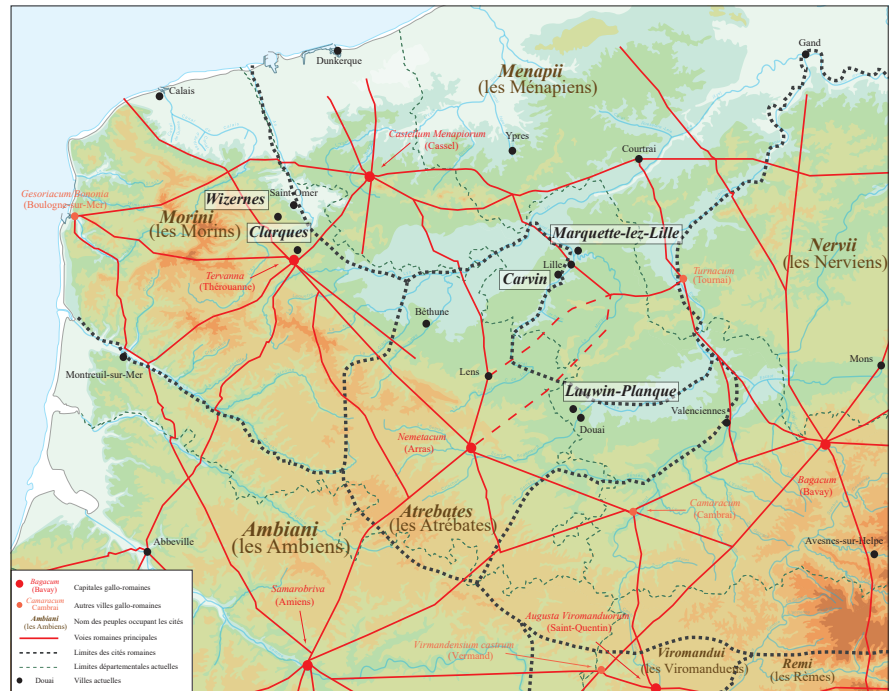 Gand
Dunkerque
Menapii
(les Ménapiens)
Calais
Castellum Menapiorum
(Cassel)
Ypres
Courtrai
Gesoriacum Bononia
(Boulogne-sur-Mer)
Wizernes
Saint-Omer
Morini
(les Morins)
Clarques
Marquette-lez-Lille
Nervii
(les Nerviens)
Tervanna
(Thérouanne)
Lille
Carvin
Turnacum
(Tournai)
Béthune
Montreuil-sur-Mer
Lens
Mons
Lauwin-Planque
Valenciennes
Douai
Nemetacum
(Arras)
Bagacum
(Bavay)
Atrebates
(les Atrébates)
Camaracum
(Cambrai)
Ambiani
(les Ambiens)
Abbeville
Avesnes-sur-Helpe
Samarobriva
(Amiens)
Augusta Viromanduorum
(Saint-Quentin)
Virmandensium castrum
(Vermand)
Viromandui
(les Viromanduens)
Remi
(les Rèmes)
Bagacum
(Bavay)
Capitales gallo-romaines
Camaracum
Cambrai
Autres villes gallo-romaines
Ambiani
(les Ambiens)
Nom des peuples occupant les cités
Voies romaines principales
Limites des cités romaines
Limites départementales actuelles
Douai
Villes actuelles